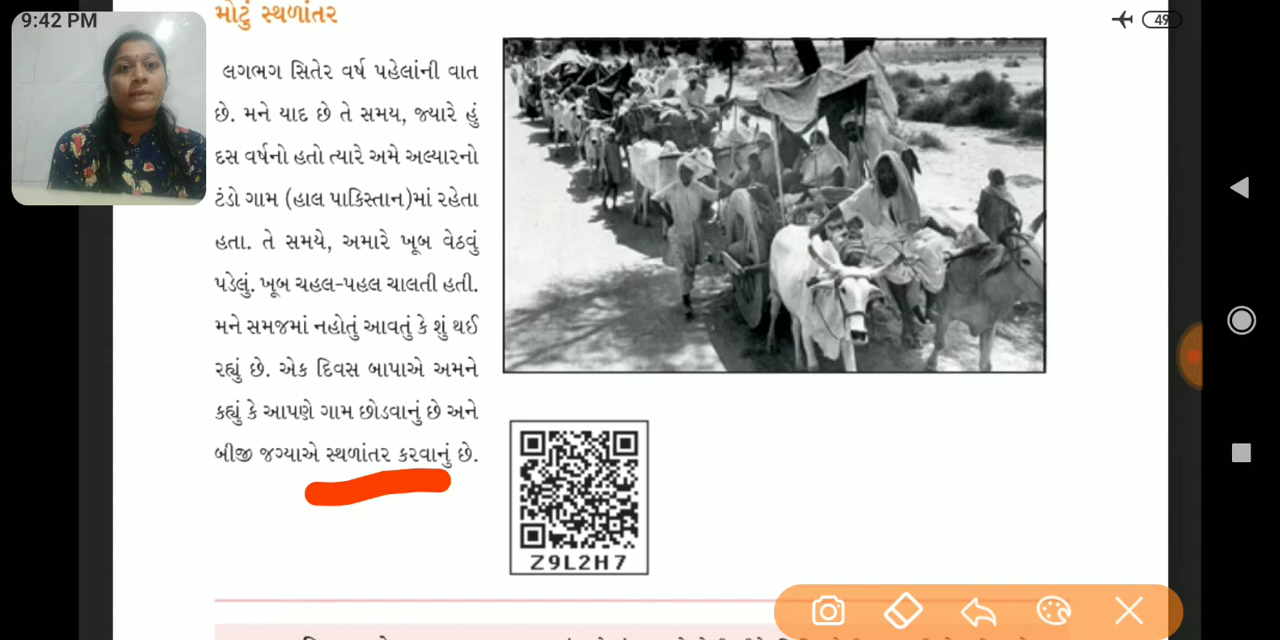 9:42 PM
49
મોટું સ્થળાંતર
લગભગ સિતેર વર્ષ પહેલાંની વાત
છે. મને યાદ છે તે સમય, જ્યારે હું
દસ વર્ષનો હતો ત્યારે અમે અલ્યારનો
ટંડો ગામ (હાલ પાકિસ્તાન)માં રહેતા
હતા. તે સમયે, અમારે ખૂબ વેઠવું
પડેલું. ખૂબ ચહલ-પહલ ચાલતી હતી.
મને સમજમાં નહોતું આવતું કે શું થઈ
રહ્યું છે. એક દિવસ બાપાએ અમને
કહ્યું કે આપણે ગામ છોડવાનું છે અને
બીજી જગ્યાએ સ્થળાંતર કરવાનું છે.
Z9L2H7